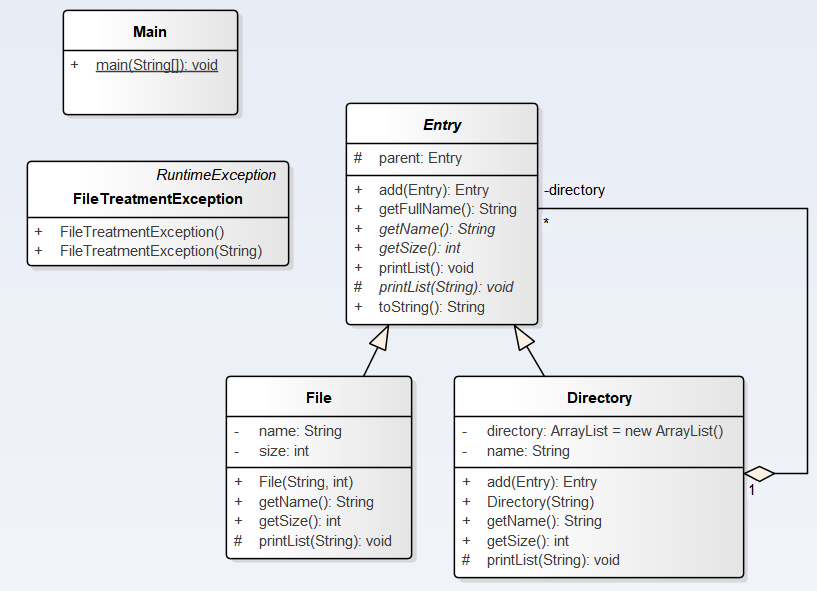 Main
+ main(String[]): void
RuntimeException
FileTreatmentException
+ FileTreatmentException()
+ FileTreatmentException(String)
Entry
# parent: Entry
+ add(Entry): Entry
+ getFullName(): String
+ getName(): String
+ getSize(): int
+ printList(): void
# printList(String): void
+ toString(): String
-directory
*
File
- name: String
- size: int
+ File(String, int)
+ getName(): String
+ getSize(): int
# printList(String): void
Directory
- directory: ArrayList = new ArrayList()
- name: String
+ add(Entry): Entry
+ Directory(String)
+ getName(): String
+ getSize(): int
# printList(String): void
1